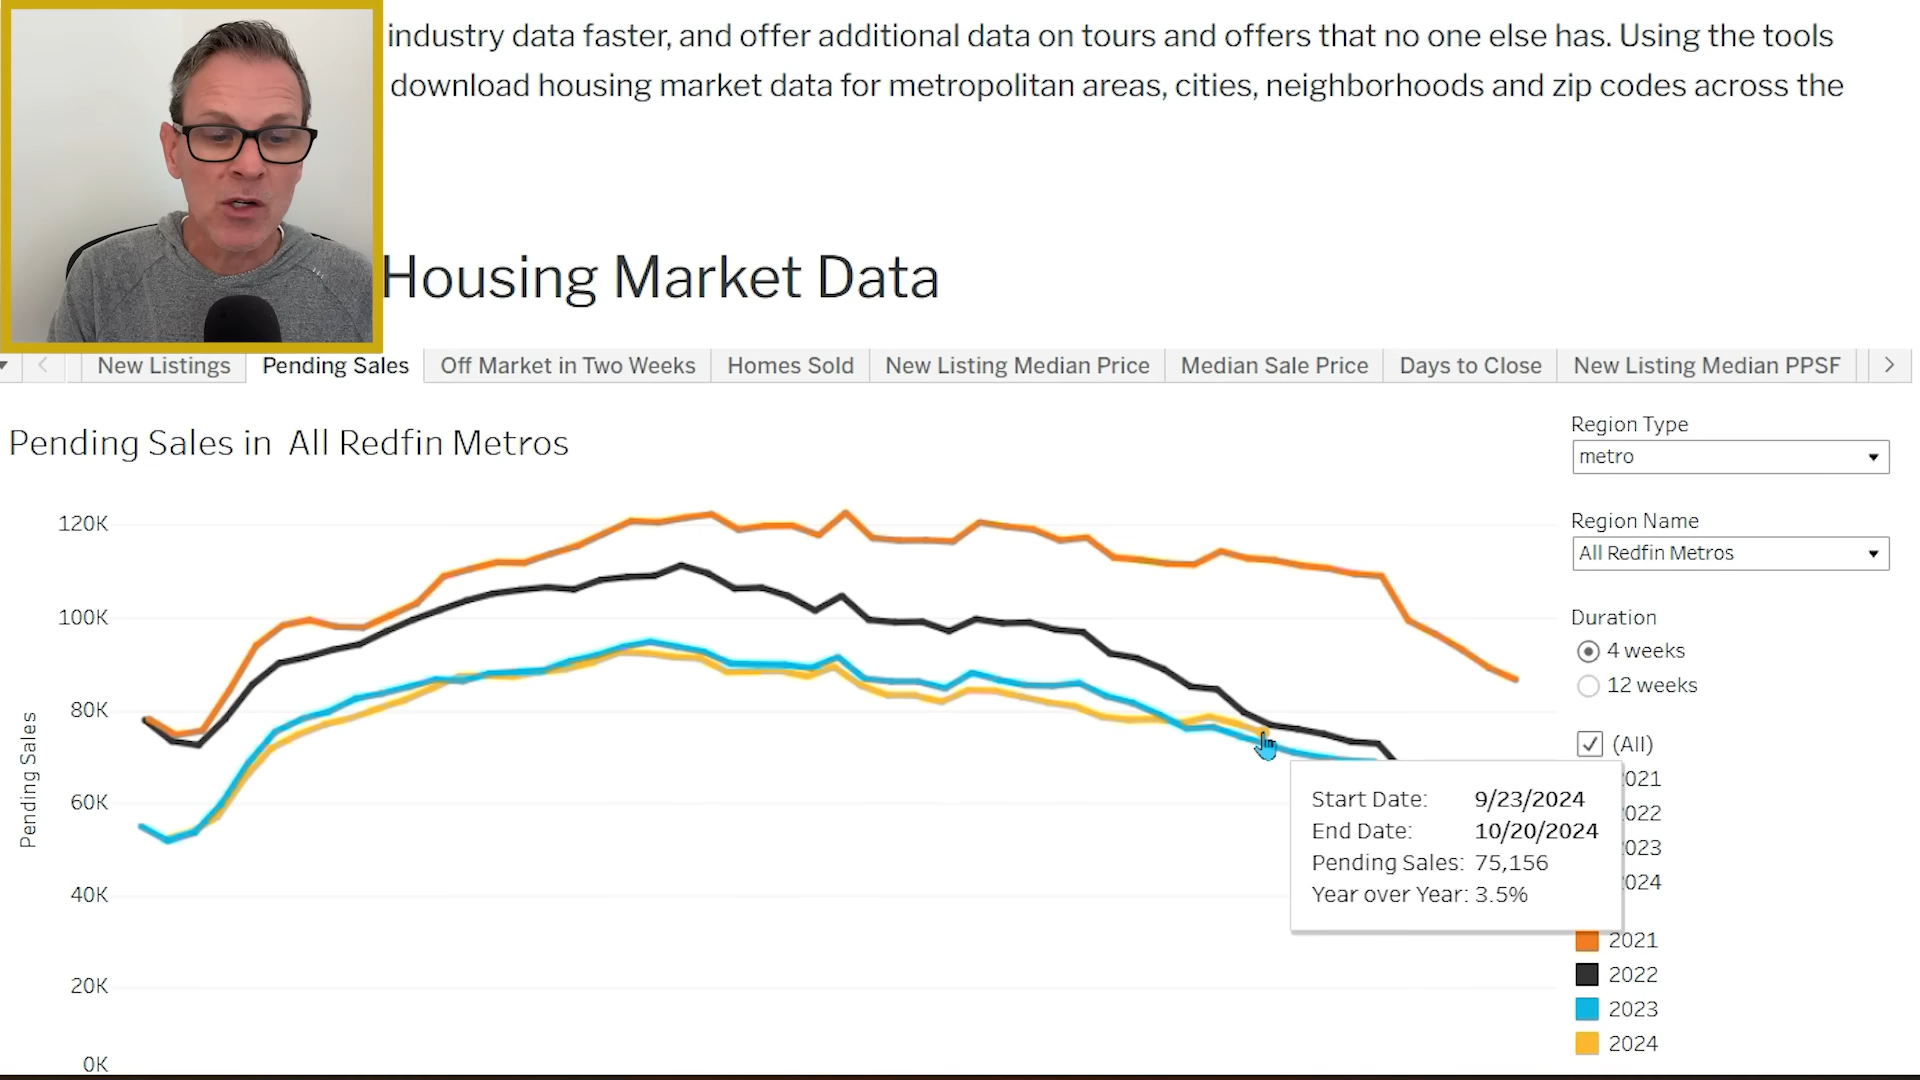 industry data faster, and offer additional data on tours and offers that no one else has. Using the tools
download housing market data for metropolitan areas, cities, neighborhoods and zip codes across the
Housing Market Data
New Listings
Pending Sales
Off Market in Two Weeks
Homes Sold
New Listing Median Price
Median Sale Price
Days to Close
New Listing Median PPSF
Pending Sales in All Redfin Metros
Region Type
metro
Region Name
All Redfin Metros
Duration
4 weeks
12 weeks
(All)
021
022
023
024
2021
2022
2023
2024
Pending Sales
120K
100K
80K
60K
40K
20K
0K
Start Date: 9/23/2024
End Date: 10/20/2024
Pending Sales: 75,156
Year over Year: 3.5%